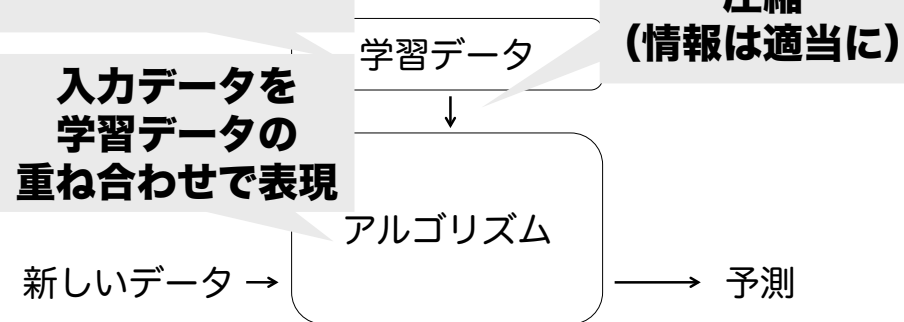 圧縮
(情報は適当に)
学習データ
入力データを
学習データの
重ね合わせで表現
↓
アルゴリズム
新しいデータ →
→ 予測